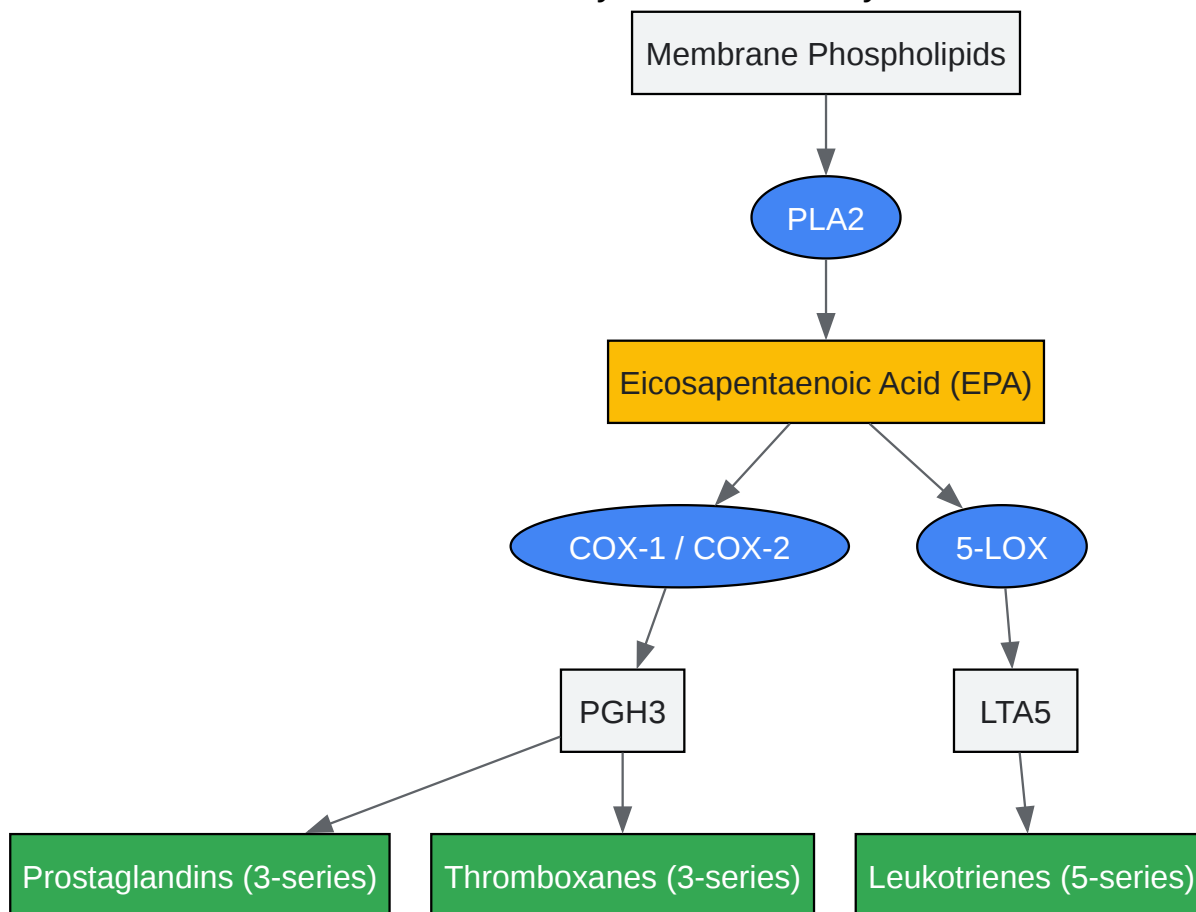 Membrane Phospholipids
PLA2
Eicosapentaenoic Acid (EPA)
COX-1 / COX-2
5-LOX
PGH3
LTA5
Prostaglandins (3-series)
Thromboxanes (3-series)
Leukotrienes (5-series)